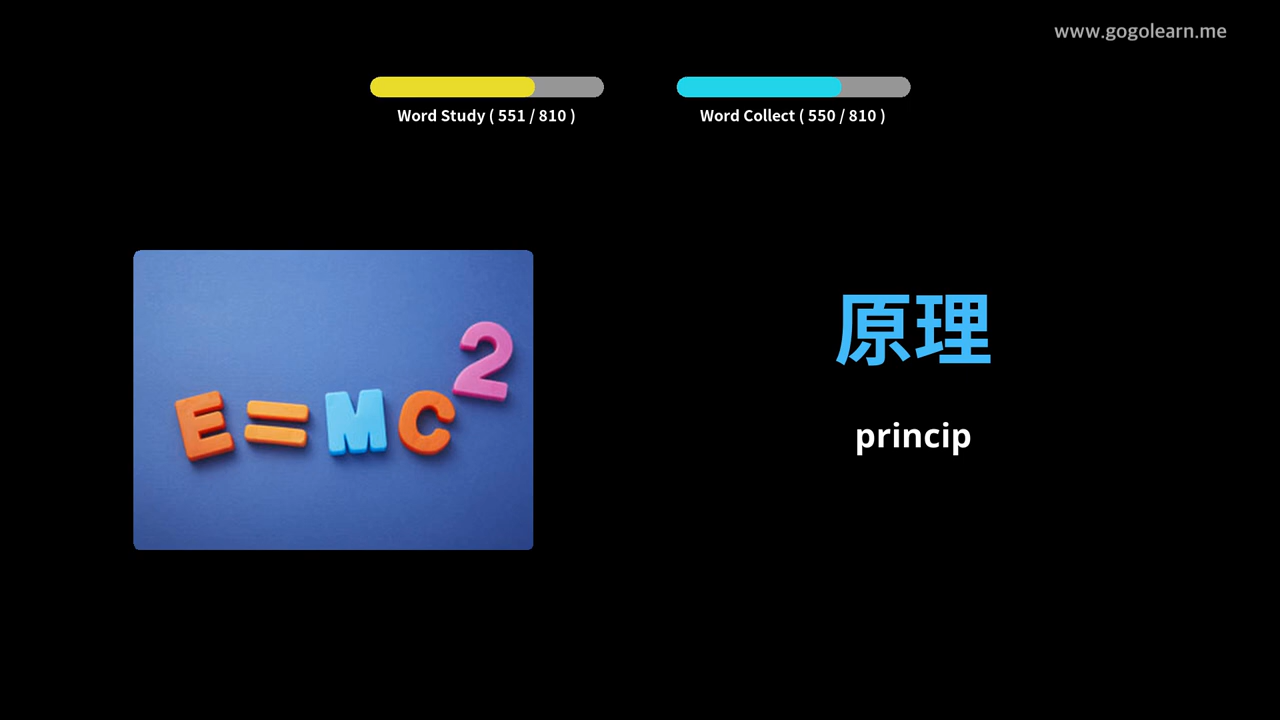 www.gogolearn.me
Word Study ( 551 / 810 )
Word Collect ( 550 / 810 )
E=MC²
原理
princip